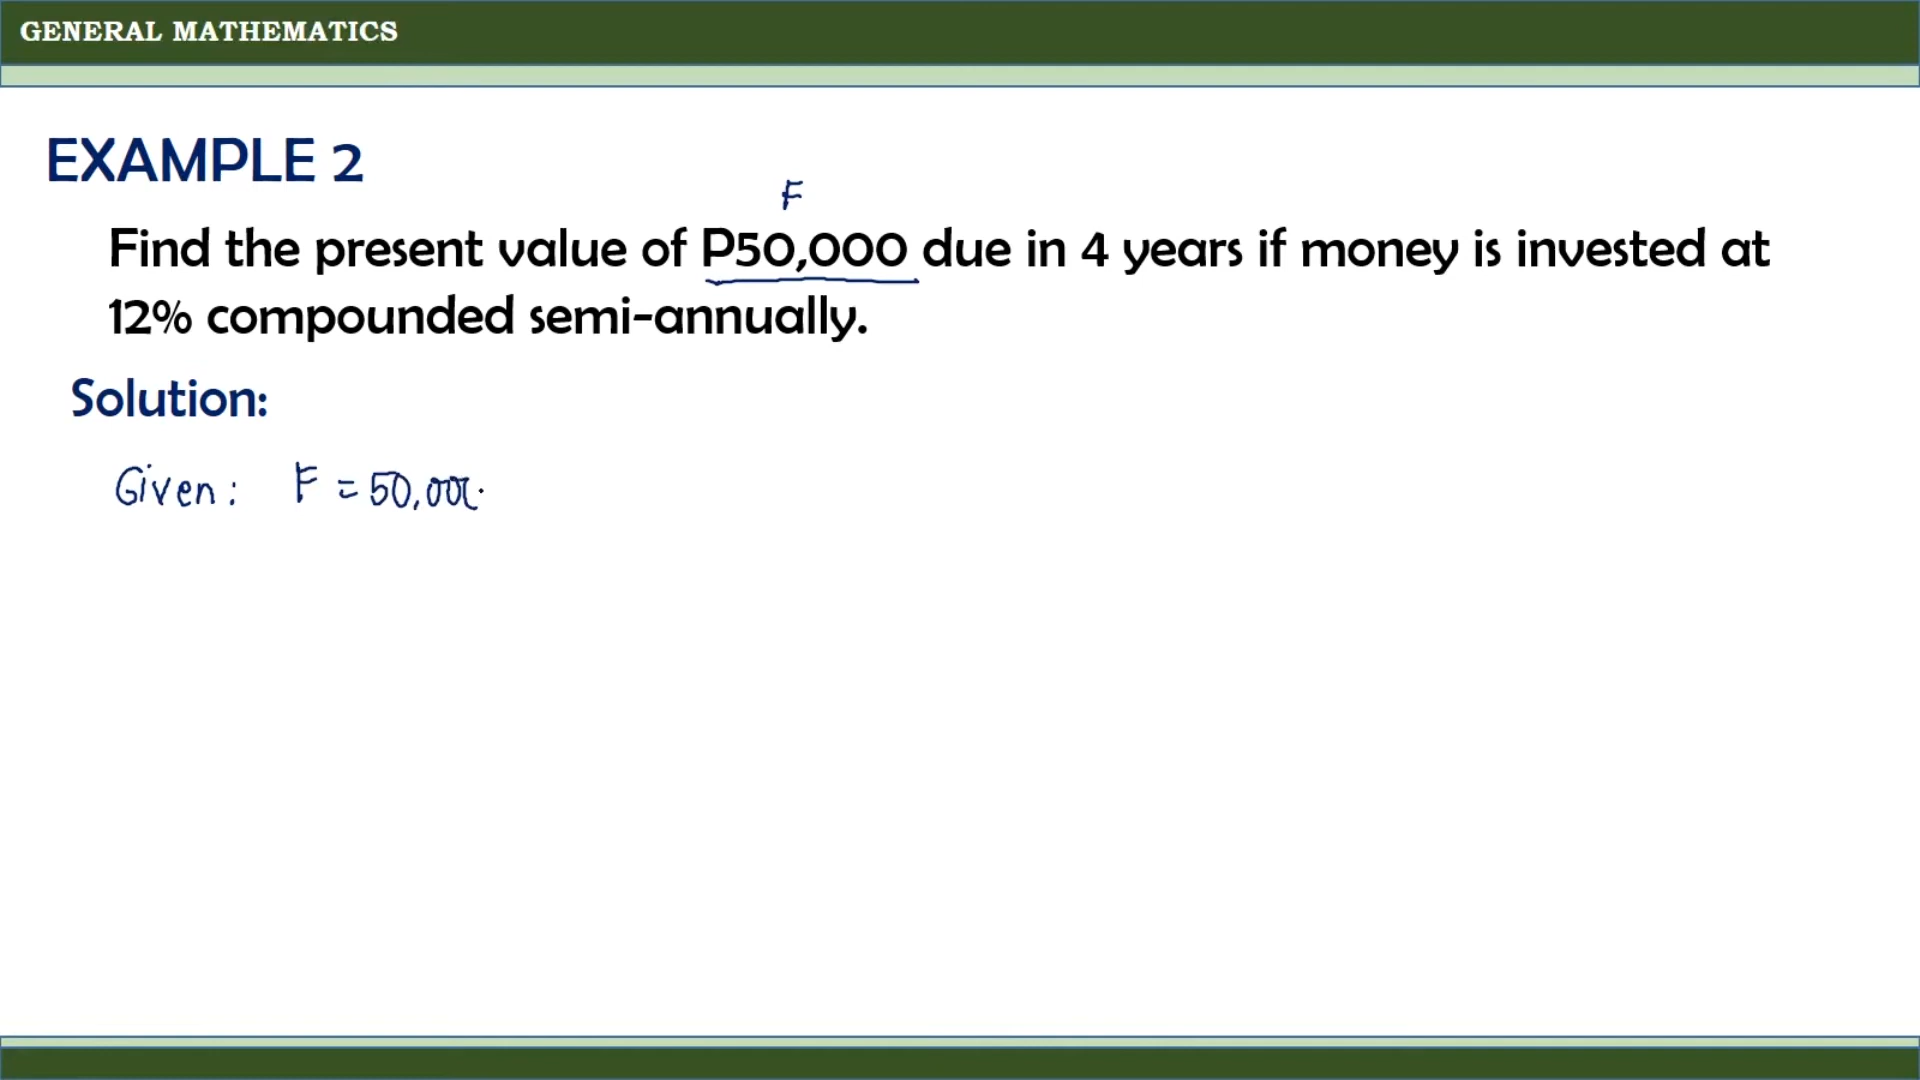 GENERAL MATHEMATICS
EXAMPLE 2
F
Find the present value of P50,000 due in 4 years if money is invested at
12% compounded semi-annually.
Solution:
Given: F = 50,000